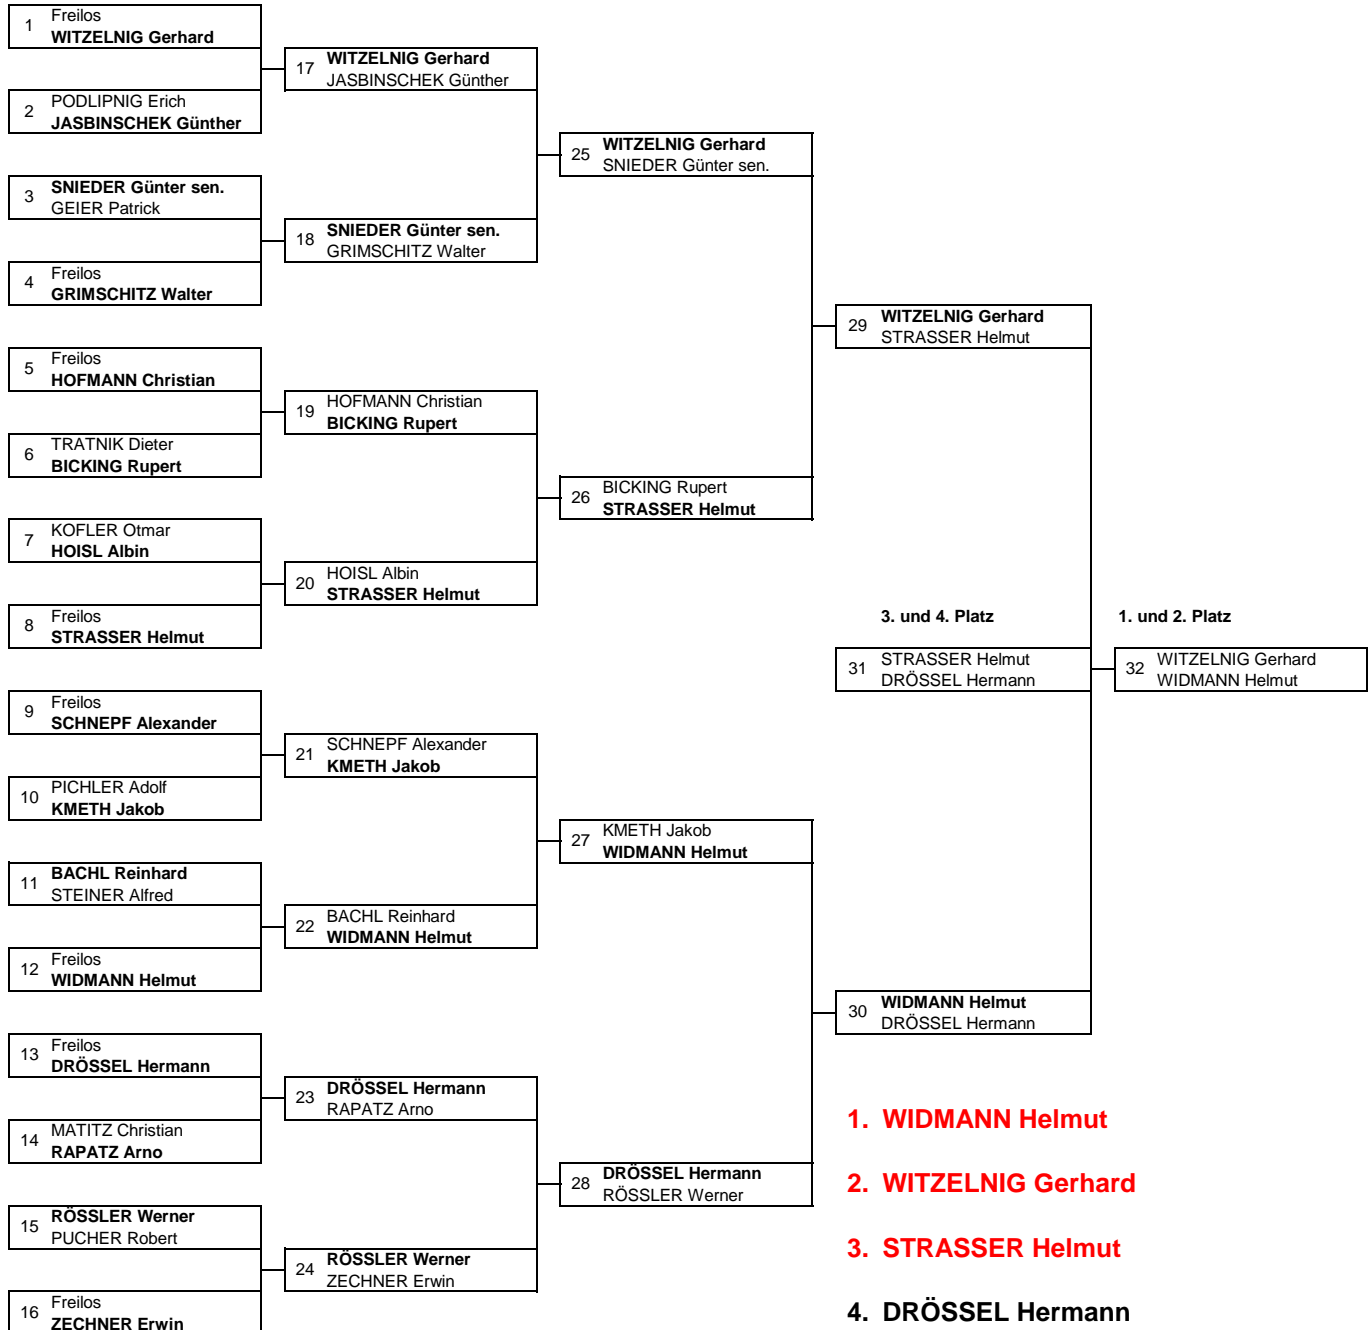 1 Freilos
WITZELNIG Gerhard
2 PODLIPNIG Erich
JASBINSCHEK Günther
3 SNIEDER Günter sen.
GEIER Patrick
4 Freilos
GRIMSCHITZ Walter
5 Freilos
HOFMANN Christian
6 TRATNIK Dieter
BICKING Rupert
7 KOFLER Otmar
HOISL Albin
8 Freilos
STRASSER Helmut
9 Freilos
SCHNEPF Alexander
10 PICHLER Adolf
KMETH Jakob
11 BACHL Reinhard
STEINER Alfred
12 Freilos
WIDMANN Helmut
13 Freilos
DRÖSSEL Hermann
14 MATITZ Christian
RAPATZ Arno
15 RÖSSLER Werner
PUCHER Robert
16 Freilos
ZECHNER Erwin
17 WITZELNIG Gerhard
JASBINSCHEK Günther
18 SNIEDER Günter sen.
GRIMSCHITZ Walter
19 HOFMANN Christian
BICKING Rupert
20 HOISL Albin
STRASSER Helmut
21 SCHNEPF Alexander
KMETH Jakob
22 BACHL Reinhard
WIDMANN Helmut
23 DRÖSSEL Hermann
RAPATZ Arno
24 RÖSSLER Werner
ZECHNER Erwin
25 WITZELNIG Gerhard
SNIEDER Günter sen.
26 BICKING Rupert
STRASSER Helmut
27 KMETH Jakob
WIDMANN Helmut
28 DRÖSSEL Hermann
RÖSSLER Werner
29 WITZELNIG Gerhard
STRASSER Helmut
3. und 4. Platz
31 STRASSER Helmut
DRÖSSEL Hermann
30 WIDMANN Helmut
DRÖSSEL Hermann
1. und 2. Platz
32 WITZELNIG Gerhard
WIDMANN Helmut
1. WIDMANN Helmut
2. WITZELNIG Gerhard
3. STRASSER Helmut
4. DRÖSSEL Hermann